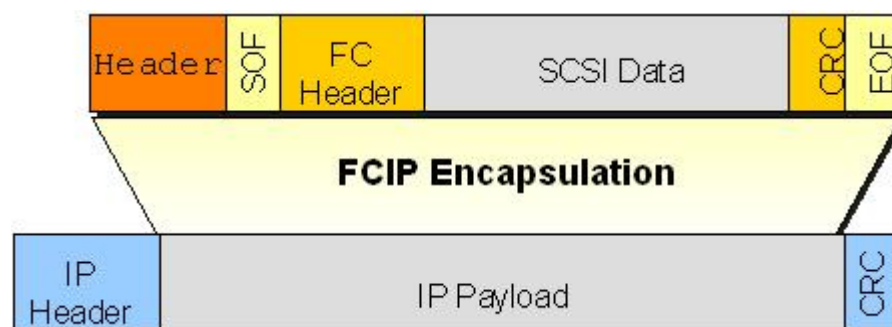 Header
SOF
FC
Header
SCSI Data
CRC
EOF
FCIP Encapsulation
IP
Header
IP Payload
CRC